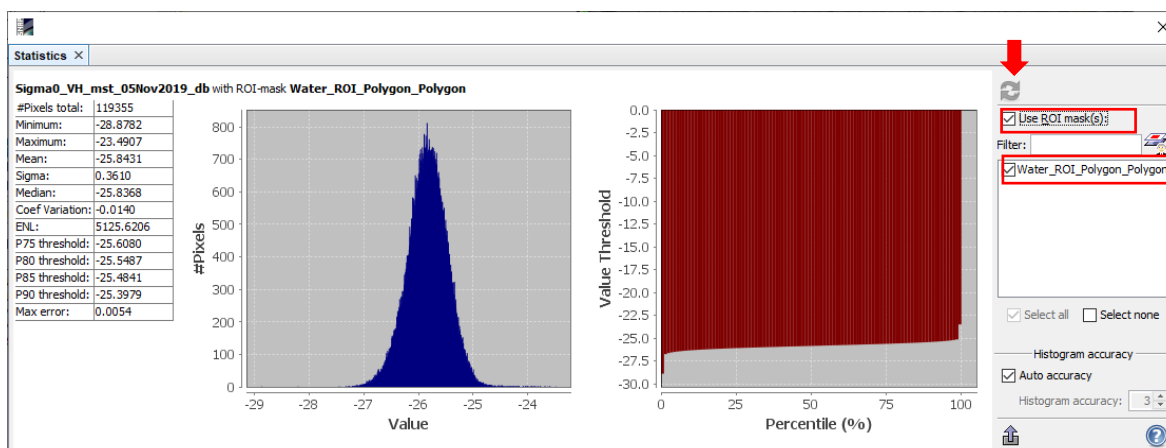 Statistics
Sigma0_VH_mst_05Nov2019_db with ROI-mask Water_ROI_Polygon_Polygon
#Pixels total: 119355
Minimum: -28.8782
Maximum: -23.4907
Mean: -25.8431
Sigma: 0.3610
Median: -25.8368
Coef Variation: -0.0140
ENL: 5125.6206
P75 threshold: -25.6080
P80 threshold: -25.5487
P85 threshold: -25.4841
P90 threshold: -25.3979
Max error: 0.0054
#Pixels
800
700
600
500
400
300
200
100
0
-29 -28 -27 -26 -25 -24
Value
Value Threshold
0.0
-2.5
-5.0
-7.5
-10.0
-12.5
-15.0
-17.5
-20.0
-22.5
-25.0
-27.5
-30.0
0 25 50 75 100
Percentile (%)
Use ROI mask(s):
Filter:
Water_ROI_Polygon_Polygon
Select all Select none
Histogram accuracy
Auto accuracy
Histogram accuracy: 3